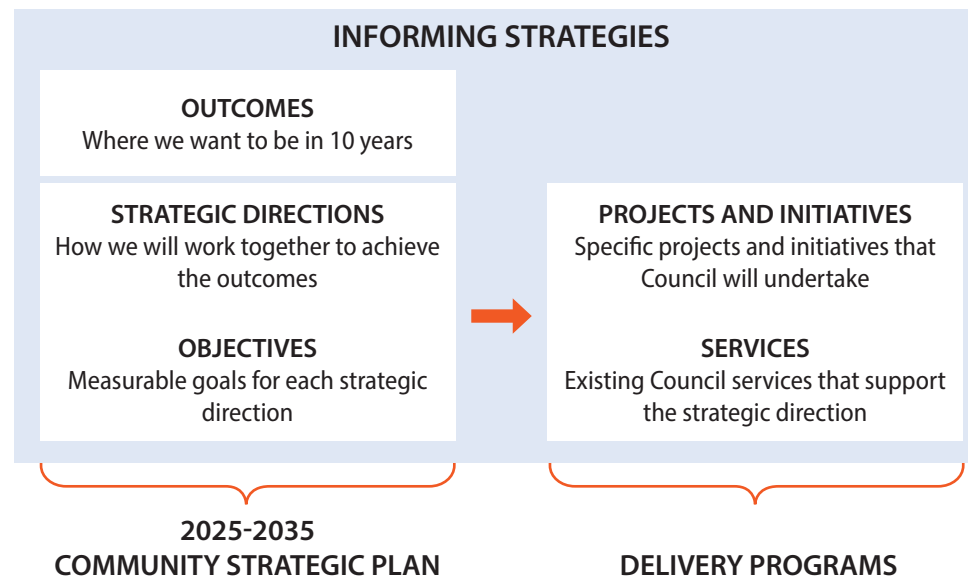 INFORMING STRATEGIES
OUTCOMES
Where we want to be in 10 years
STRATEGIC DIRECTIONS
How we will work together to achieve
the outcomes
OBJECTIVES
Measurable goals for each strategic
direction
PROJECTS AND INITIATIVES
Specific projects and initiatives that
Council will undertake
SERVICES
Existing Council services that support
the strategic direction
2025-2035
COMMUNITY STRATEGIC PLAN
DELIVERY PROGRAMS